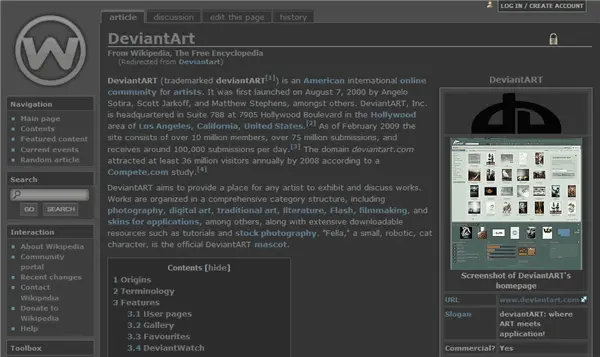 LOG IN / CREATE ACCOUNT
article
discussion
edit this page
history
DeviantArt
From Wikipedia, The Free Encyclopedia
(Redirected from Deviantart)
DeviantART (trademarked deviantART[1]) is an American international online
community for artists. It was first launched on August 7, 2000 by Angelo
Sotira, Scott Jarkoff, and Matthew Stephens, amongst others. DeviantART, Inc.
is headquartered in Suite 788 at 7905 Hollywood Boulevard in the Hollywood
area of Los Angeles, California, United States.[2] As of February 2009 the
site consists of over 10 million members, over 75 million submissions, and
receives around 100,000 submissions per day.[3] The domain deviantart.com
attracted at least 36 million visitors annually by 2008 according to a
Compete.com study.[4]
DeviantART aims to provide a place for any artist to exhibit and discuss works.
Works are organized in a comprehensive category structure, including
photography, digital art, traditional art, literature, Flash, filmmaking, and
skins for applications, among others, along with extensive downloadable
resources such as tutorials and stock photography. "Fella," a small, robotic, cat
character, is the official DeviantART mascot.
Contents [hide]
1 Origins
2 Terminology
3 Features
3.1 User pages
3.2 Gallery
3.3 Favourites
3.4 DeviantWatch
W
Navigation
Main page
Contents
Featured content
Current events
Random article
Search
GO
SEARCH
Interaction
About Wikipedia
Community
portal
Recent changes
Contact
Wikipedia
Donate to
Wikipedia
Help
Toolbox
DeviantART
Screenshot of DeviantART's
homepage
URL
www.deviantart.com
Slogan
deviantART: where
ART meets
application!
Commercial?
Yes